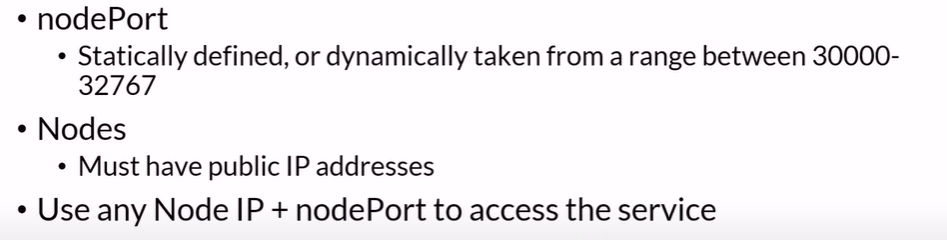 • nodePort
• Statically defined, or dynamically taken from a range between 30000-
32767
• Nodes
• Must have public IP addresses
• Use any Node IP + nodePort to access the service